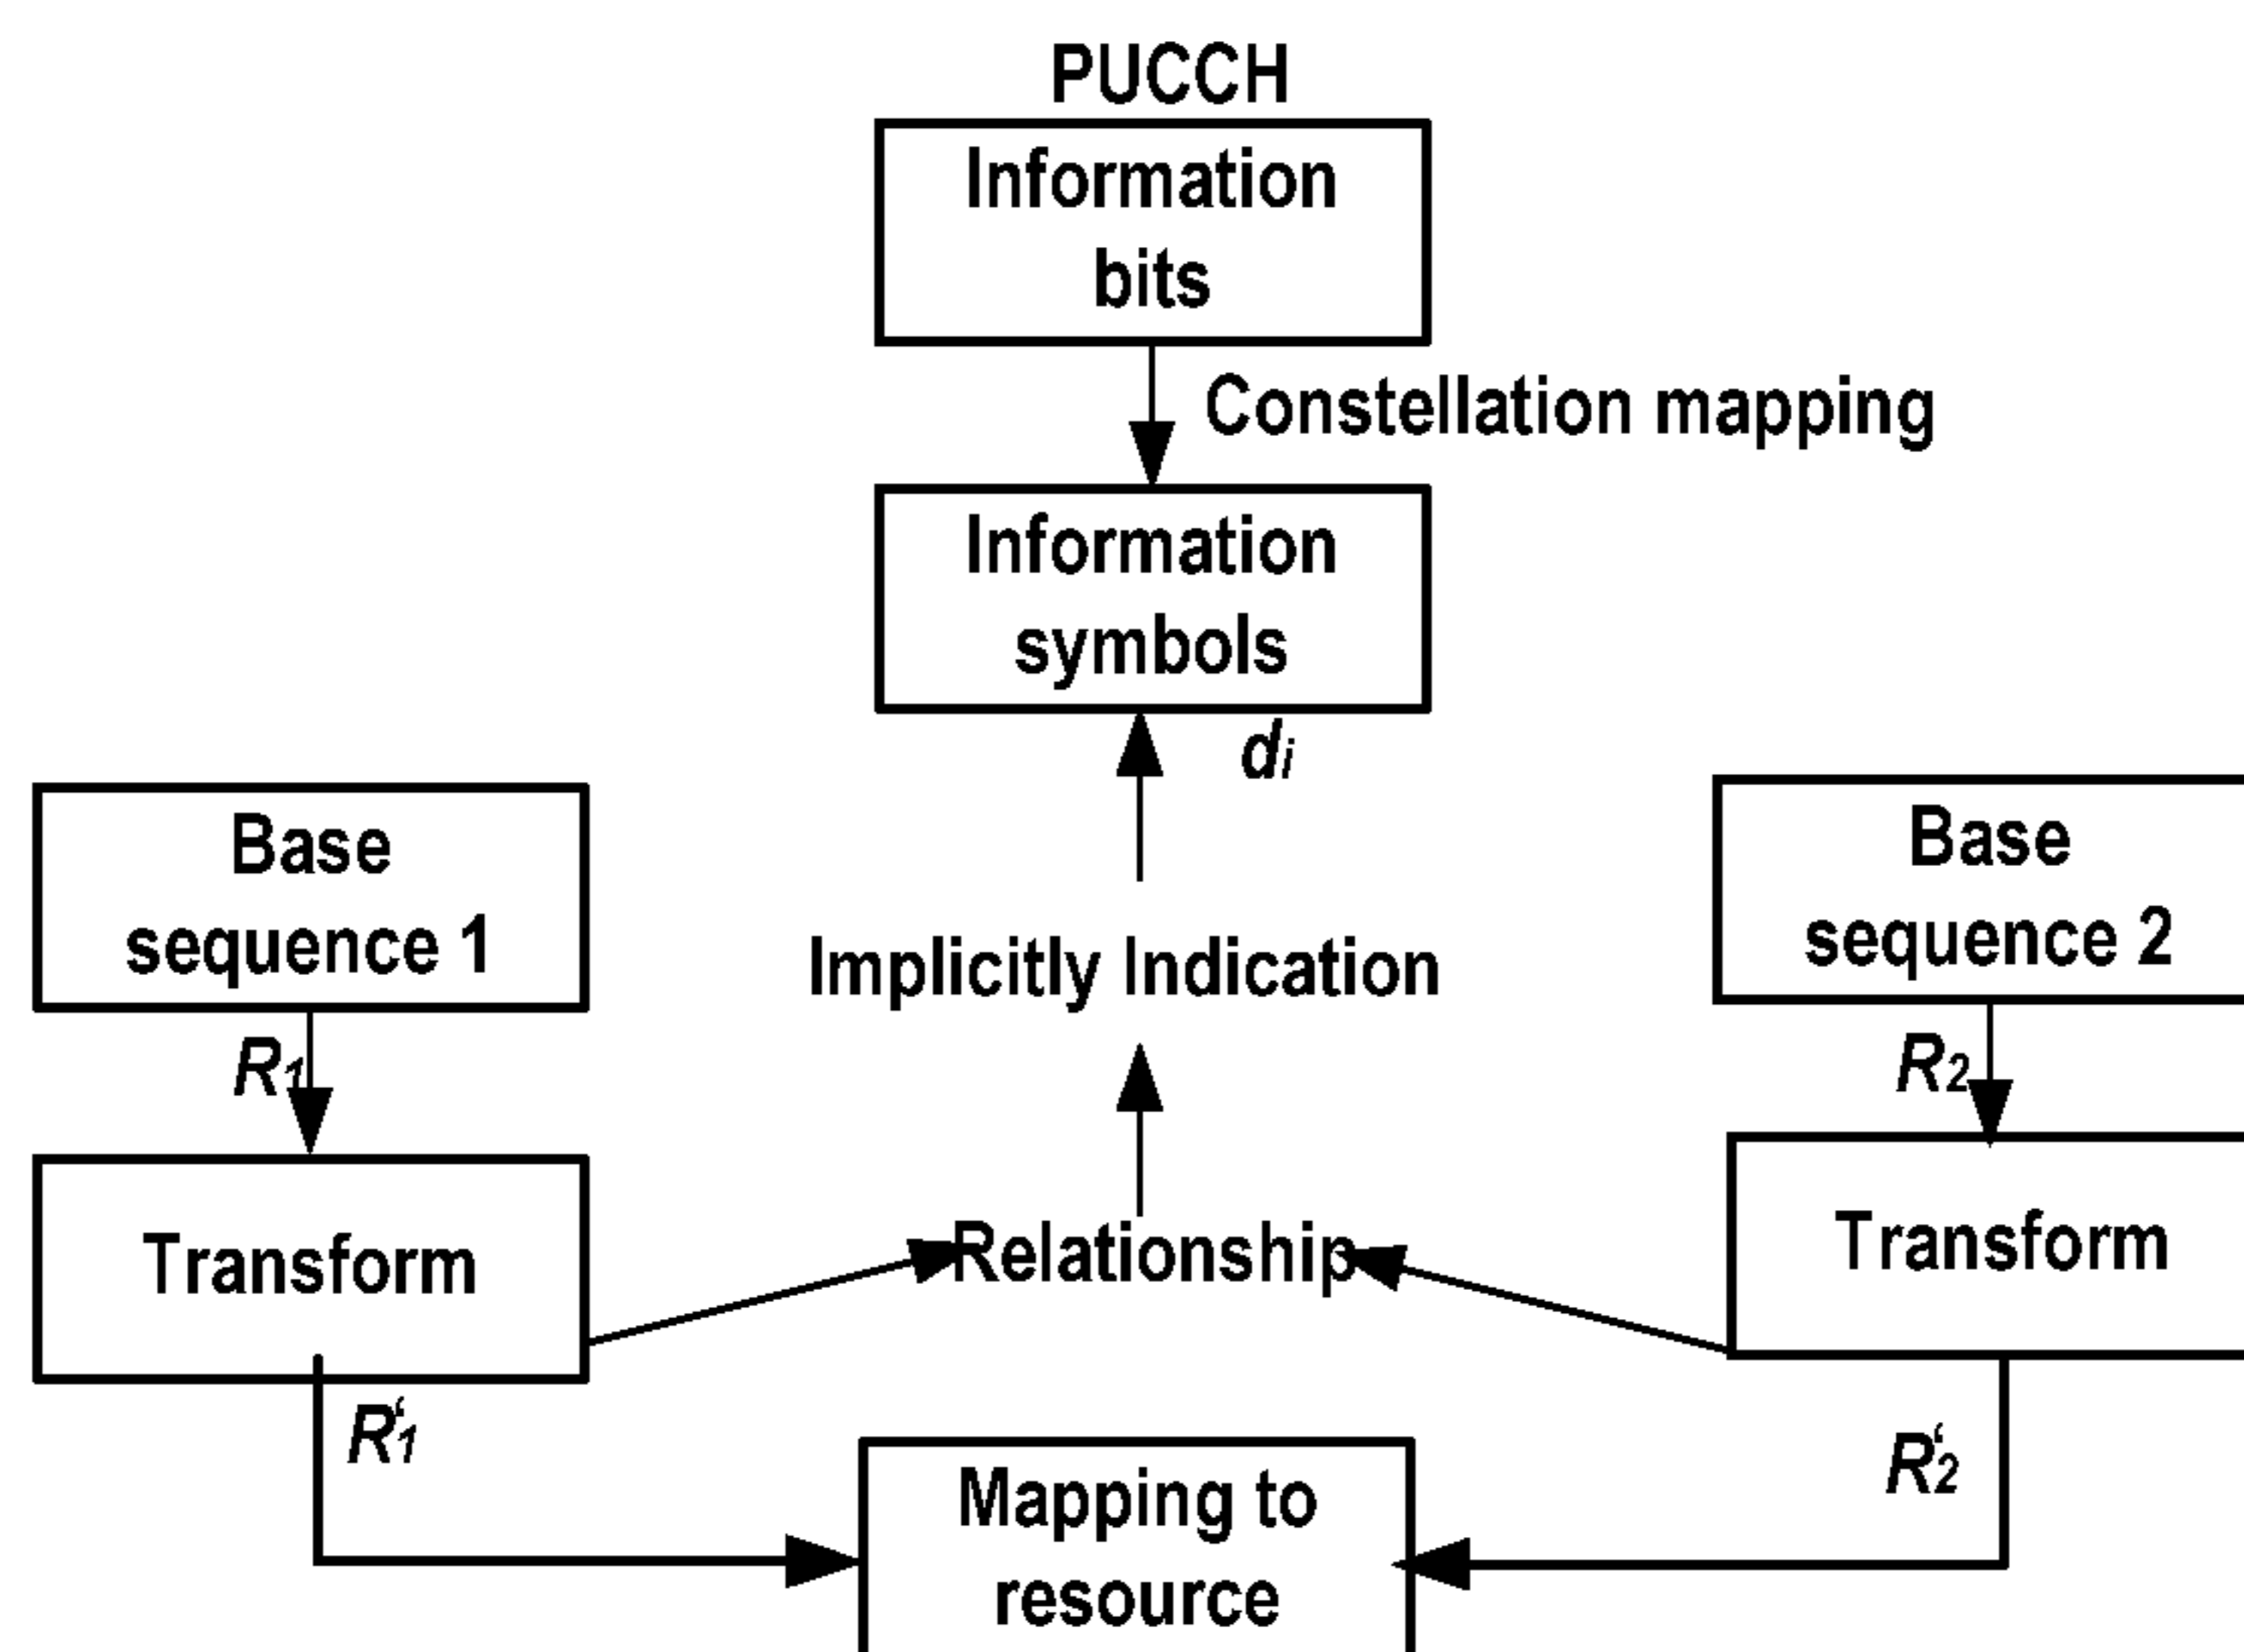 PUCCH
Information
bits
Constellation mapping
Information
symbols
di
Base
sequence 1
Base
sequence 2
Implicitly Indication
R1
R2
Transform
Relationship
Transform
R‘1
R‘2
Mapping to
resource